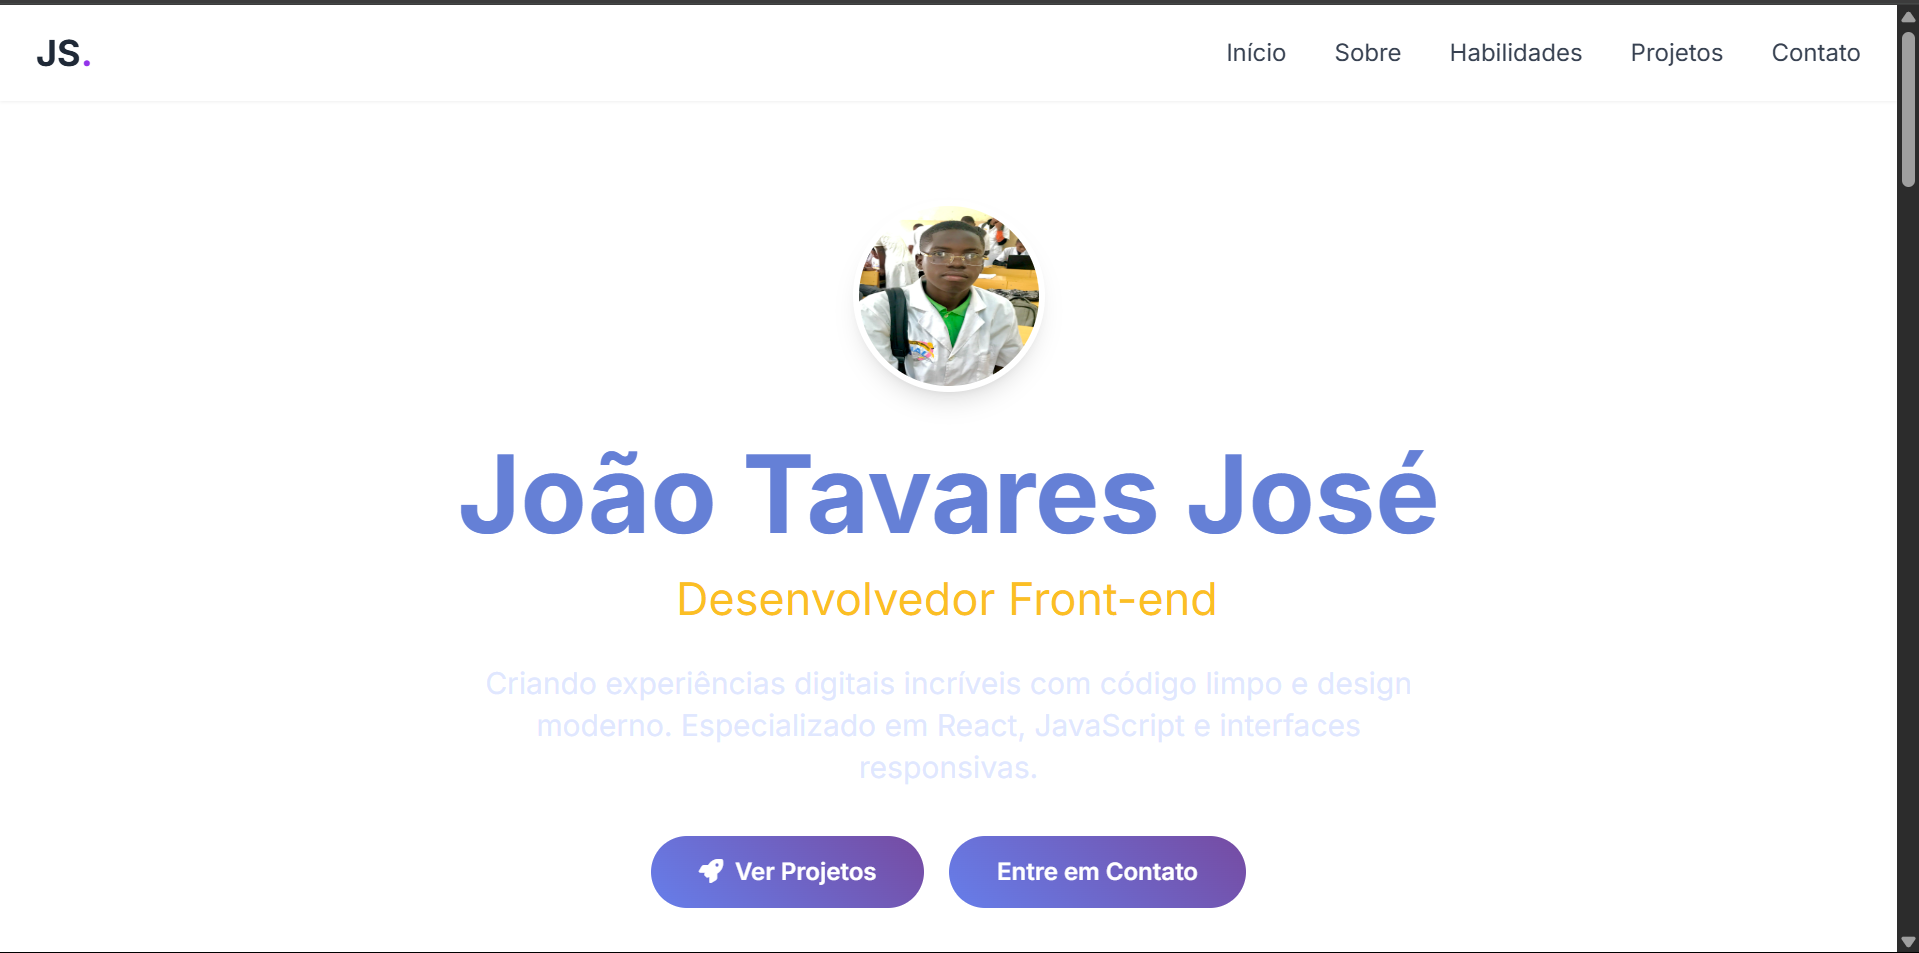 JS.
Início Sobre Habilidades Projetos Contato
João Tavares José
Desenvolvedor Front-end
Criando experiências digitais incríveis com código limpo e design
moderno. Especializado em React, JavaScript e interfaces
responsivas.
Ver Projetos
Entre em Contato